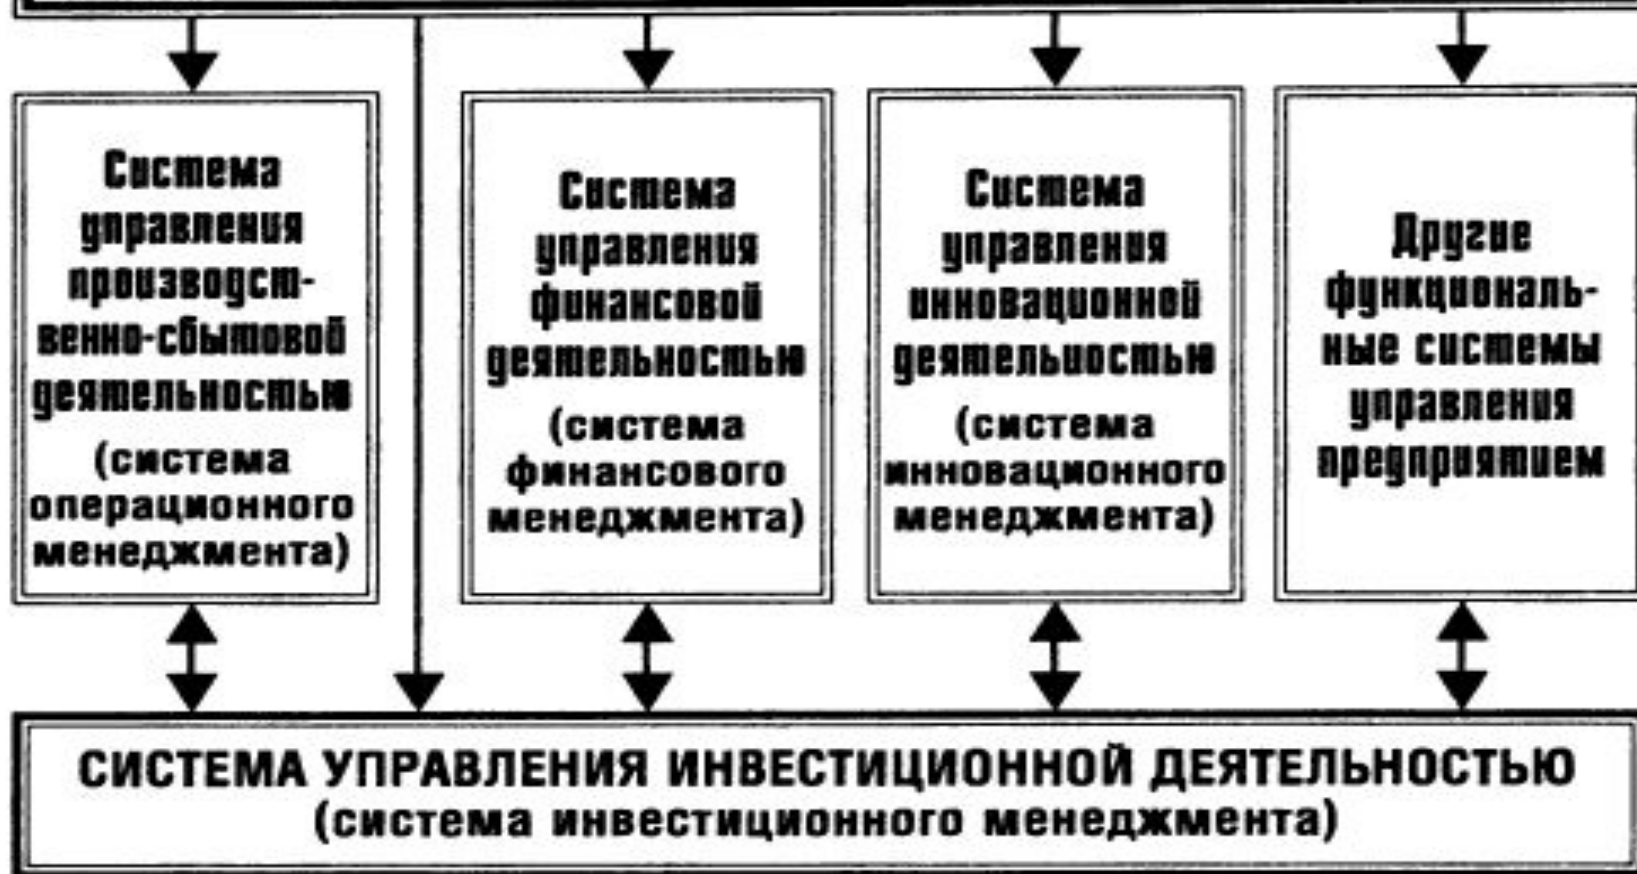 Система
управления
производст-
венно-сбытовой
деятельностью
(система
операционного
менеджмента)
Система
управления
финансовой
деятельностью
(система
финансового
менеджмента)
Система
управления
инновационной
деятельностью
(система
инновационного
менеджмента)
Другие
функциональ-
ные системы
управления
предприятием
СИСТЕМА УПРАВЛЕНИЯ ИНВЕСТИЦИОННОЙ ДЕЯТЕЛЬНОСТЬЮ
(система инвестиционного менеджмента)